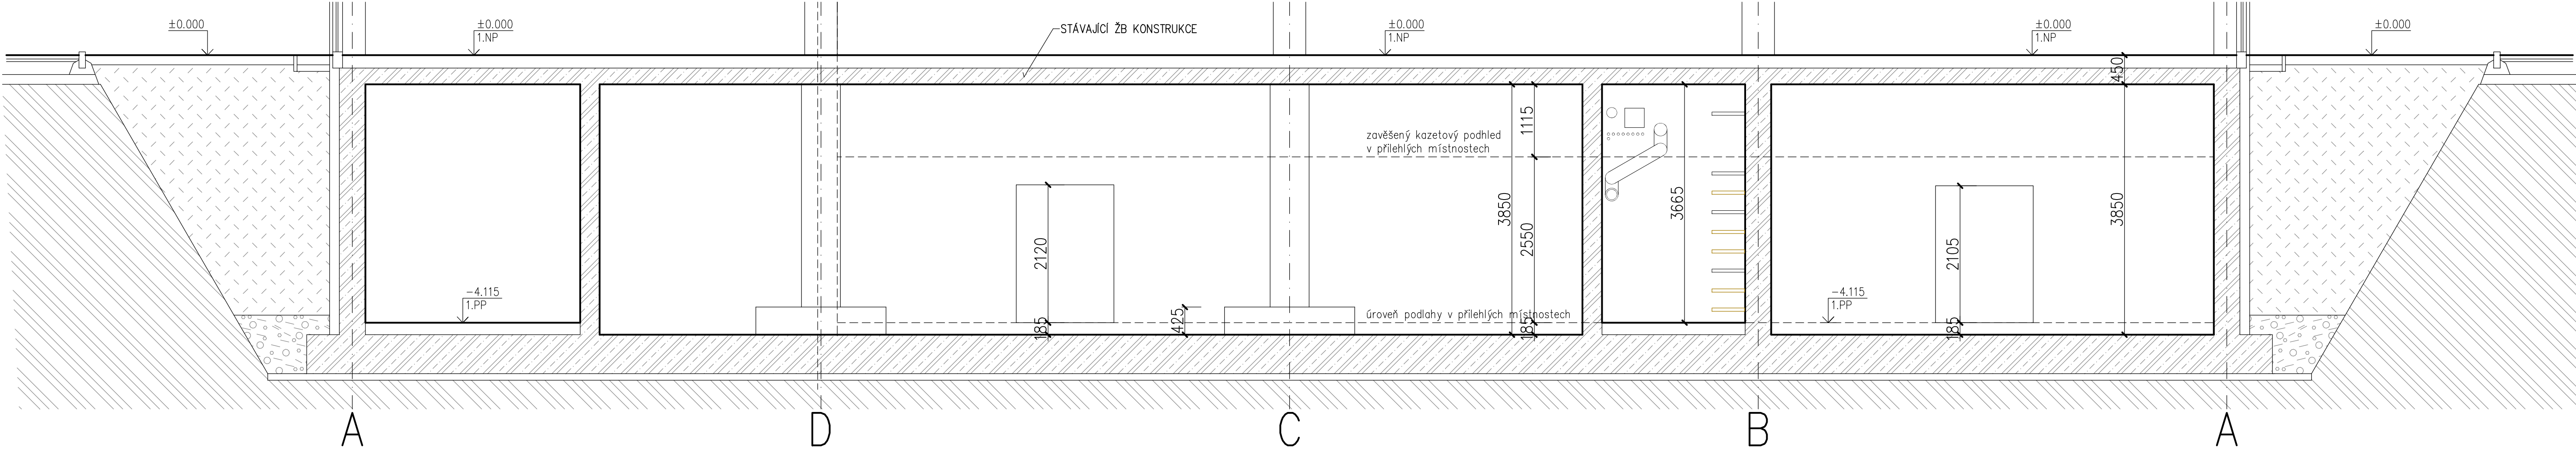 ±0.000
±0.000
1.NP
STÁVAJÍCÍ ŽB KONSTRUKCE
±0.000
1.NP
±0.000
1.NP
±0.000
450
1115
zavěšený kazetový podhled
v přilehlých místnostech
3850
2550
3665
3850
2120
2105
-4.115
1.PP
-4.115
1.PP
425
úroveň podlahy v přilehlých místnostech
185
185
185
A
D
C
B
A